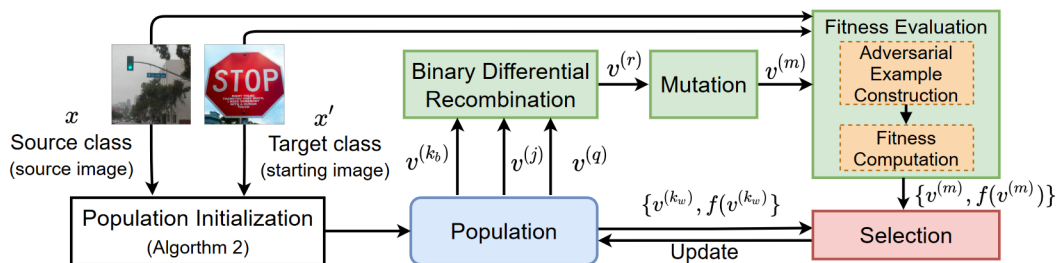 Fitness Evaluation
Adversarial
Example
Construction
Fitness
Computation
Binary Differential
Recombination
v^{(r)}
Mutation
v^{(m)}
STOP
x
Source class
(source image)
x′
Target class
(starting image)
v^{(k_b)}
v^{(j)}
v^{(q)}
{v^{(k_w)}, f(v^{(k_w)})}
{v^{(m)}, f(v^{(m)})}
Population Initialization
(Algorthm 2)
Population
Update
Selection